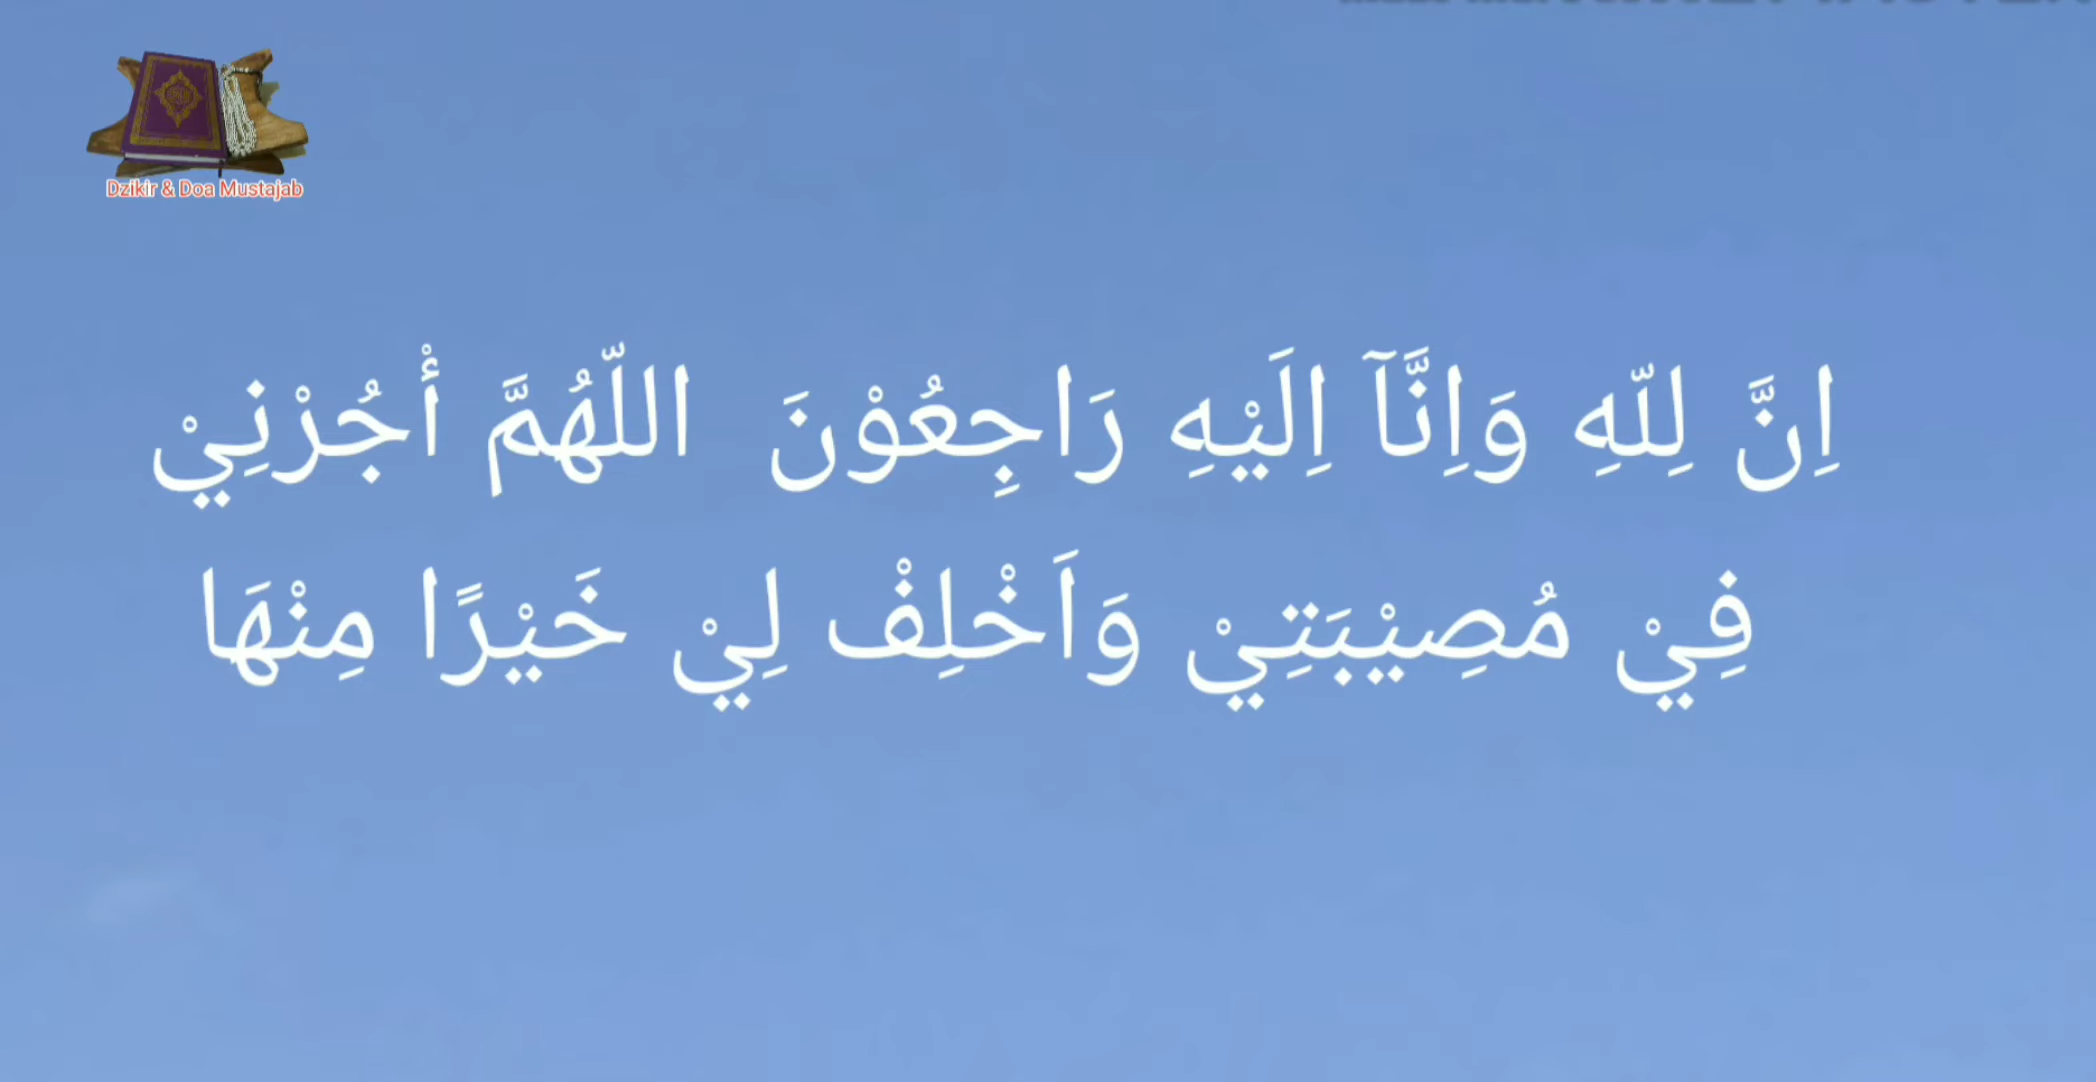 Dzikir & Doa Mustajab
اِنَّ لِلّهِ وَاِنَّآ اِلَيْهِ رَاجِعُوْنَ اللّهُمَّ أْجُرْنِيْ
فِيْ مُصِيْبَتِيْ وَاَخْلِفْ لِيْ خَيْرًا مِنْهَا